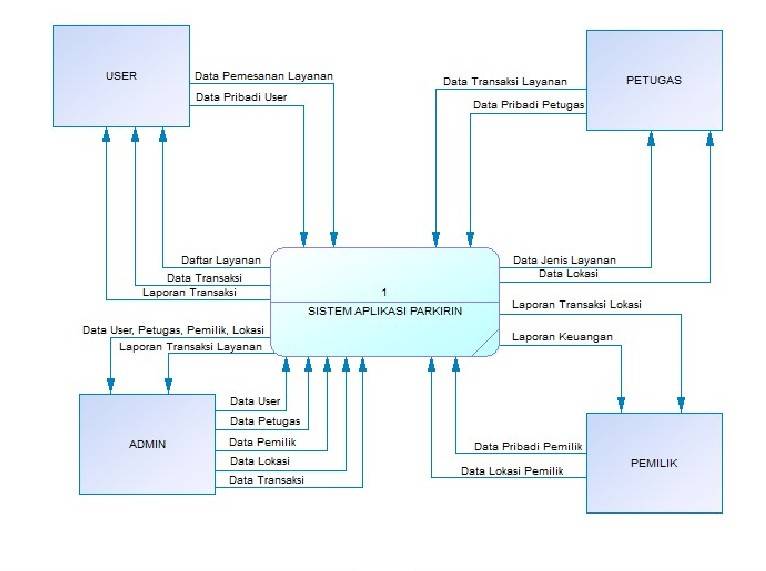 USER
Data Pemesanan Layanan
Data Pribadi User
Data Transaksi Layanan
Data Pribadi Petugas
PETUGAS
Daftar Layanan
Data Transaksi
Laporan Transaksi
1
SISTEM APLIKASI PARKIRIN
Data Jenis Layanan
Data Lokasi
Laporan Transaksi Lokasi
Laporan Keuangan
Data User, Petugas, Pemilik, Lokasi
Laporan Transaksi Layanan
ADMIN
Data User
Data Petugas
Data Pemilik
Data Lokasi
Data Transaksi
Data Pribadi Pemilik
Data Lokasi Pemilik
PEMILIK